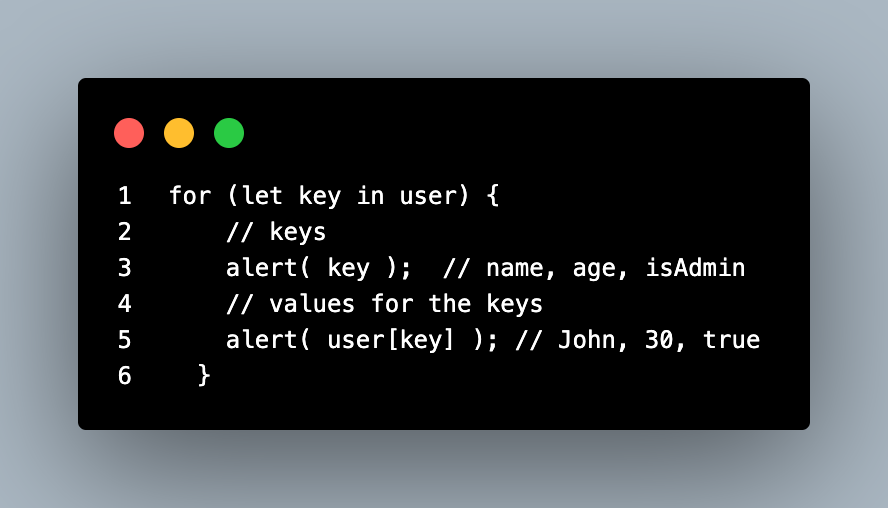 1 for (let key in user) {
2 // keys
3 alert( key );  // name, age, isAdmin
4 // values for the keys
5 alert( user[key] ); // John, 30, true
6 }